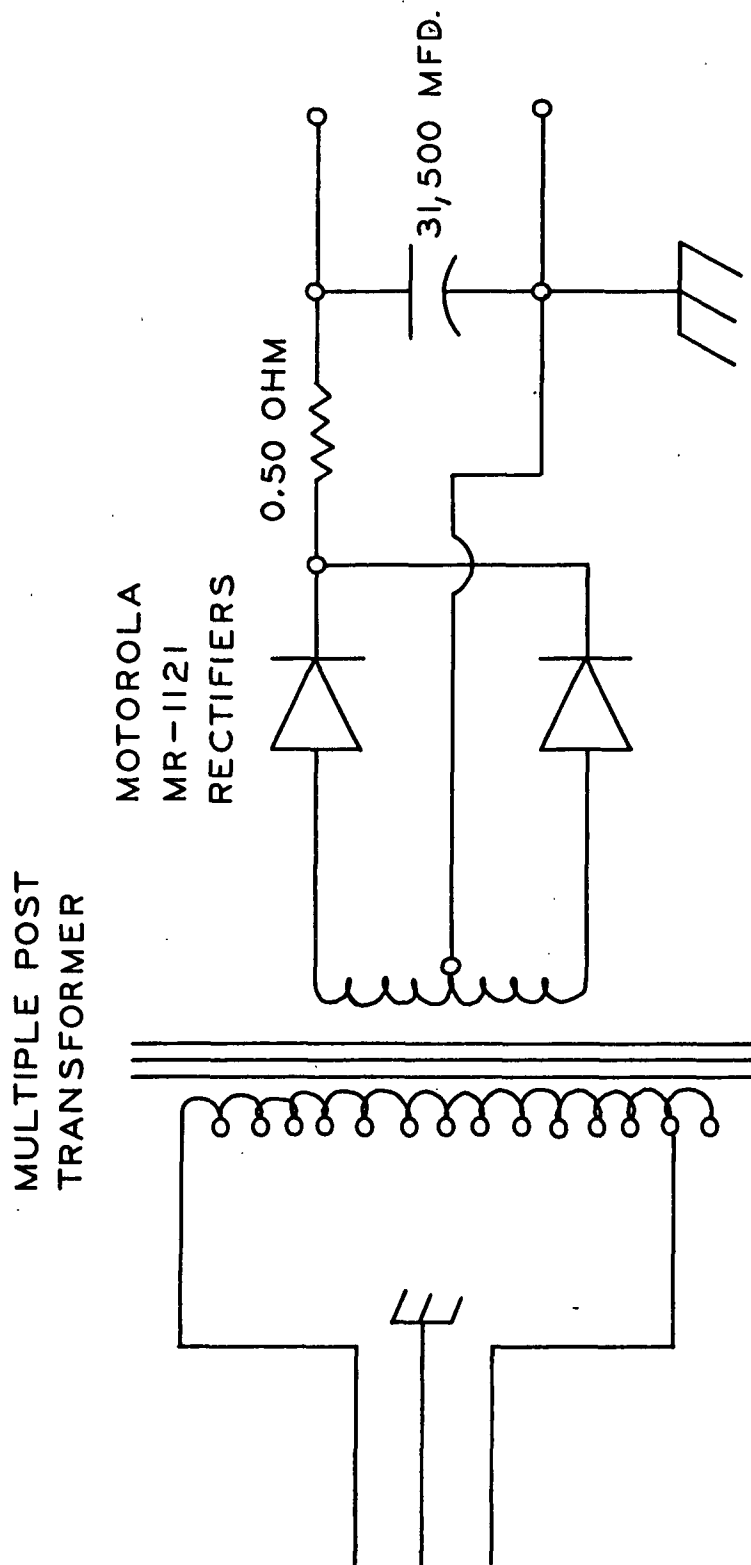 MULTIPLE POST
TRANSFORMER
MOTOROLA
MR-1121
RECTIFIERS
0.50 OHM
31,500 MFD.